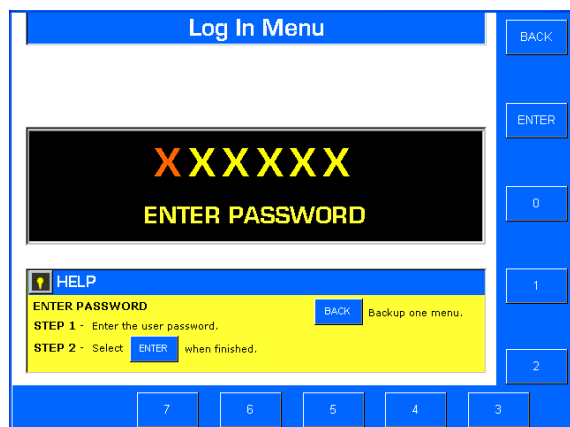 Log In Menu
BACK
ENTER
XXXXXX
ENTER PASSWORD
0
HELP
1
ENTER PASSWORD
BACK Backup one menu.
STEP 1 - Enter the user password.
STEP 2 - Select ENTER when finished.
2
7 6 5 4 3